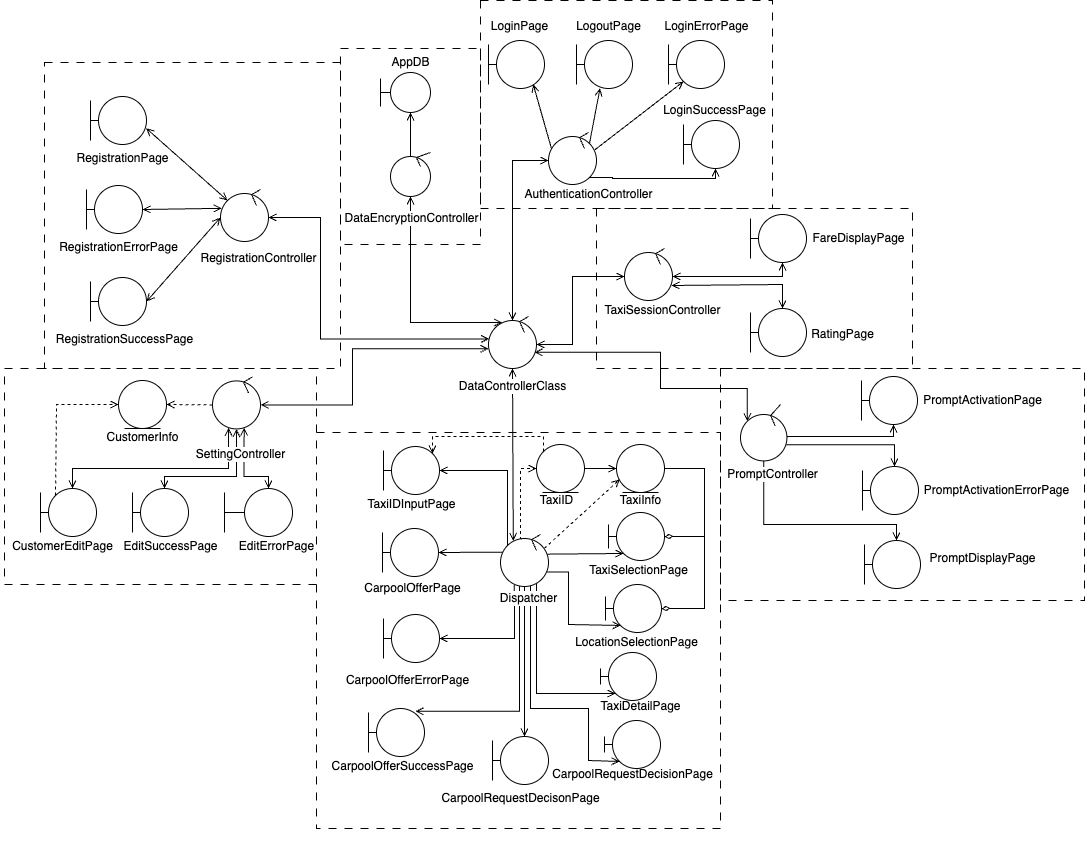 LoginPage
LogoutPage
LoginErrorPage
AppDB
LoginSuccessPage
RegistrationPage
AuthenticationController
DataEncryptionController
RegistrationErrorPage
RegistrationController
FareDisplayPage
TaxiSessionController
RatingPage
RegistrationSuccessPage
DataControllerClass
PromptActivationPage
CustomerInfo
SettingController
PromptController
PromptActivationErrorPage
TaxiIDInputPage
TaxiID
TaxiInfo
CustomerEditPage
EditSuccessPage
EditErrorPage
TaxiSelectionPage
PromptDisplayPage
CarpoolOfferPage
Dispatcher
LocationSelectionPage
CarpoolOfferErrorPage
TaxiDetailPage
CarpoolOfferSuccessPage
CarpoolRequestDecisionPage
CarpoolRequestDecisonPage